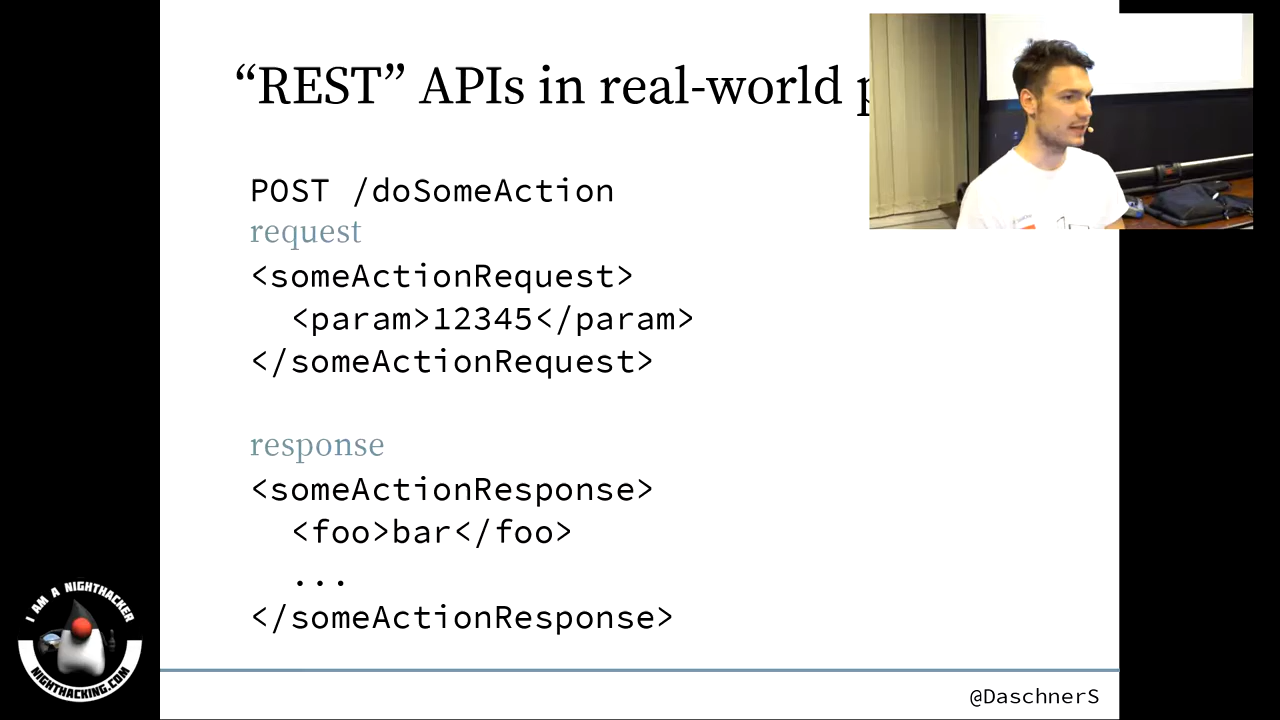 “REST” APIs in real-world
POST /doSomeAction
request
<someActionRequest>
<param>12345</param>
</someActionRequest>
response
<someActionResponse>
<foo>bar</foo>
...
</someActionResponse>
@DaschnerS
I AM A NIGHTHACKER
NIGHTHACKING.COM